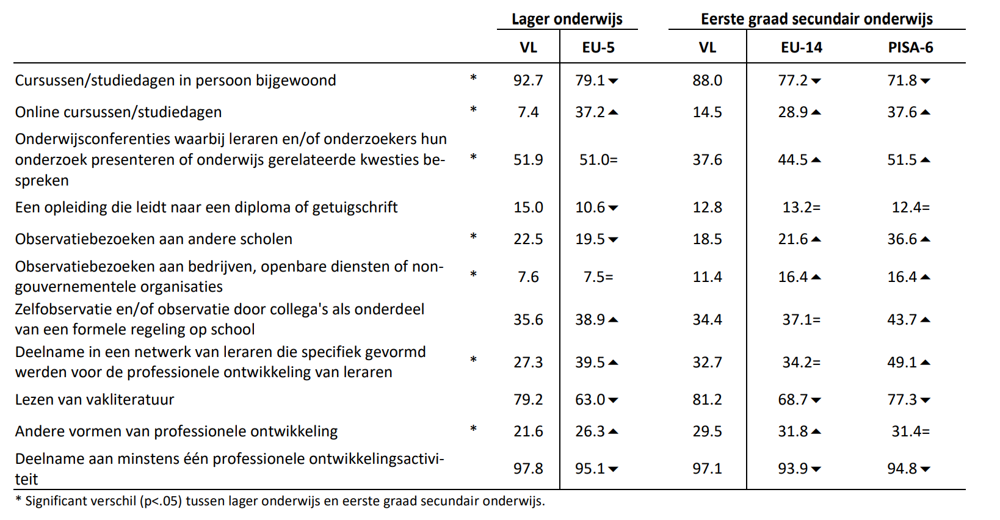 Lager onderwijs Eerste graad secundair onderwijs
VL EU-5 VL EU-14 PISA-6
Cursussen/studiedagen in persoon bijgewoond * 92.7 79.1▼ 88.0 77.2▼ 71.8▼
Online cursussen/studiedagen * 7.4 37.2▲ 14.5 28.9▲ 37.6▲
Onderwijsconferenties waarbij leraren en/of onderzoekers hun
onderzoek presenteren of onderwijs gerelateerde kwesties be- * 51.9 51.0= 37.6 44.5▲ 51.5▲
spreken
Een opleiding die leidt naar een diploma of getuigschrift 15.0 10.6▼ 12.8 13.2= 12.4=
Observatiebezoeken aan andere scholen * 22.5 19.5▼ 18.5 21.6▲ 36.6▲
Observatiebezoeken aan bedrijven, openbare diensten of non-
gouvernementele organisaties * 7.6 7.5= 11.4 16.4▲ 16.4▲
Zelfobservatie en/of observatie door collega's als onderdeel
van een formele regeling op school 35.6 38.9▲ 34.4 37.1= 43.7▲
Deelname in een netwerk van leraren die specifiek gevormd
werden voor de professionele ontwikkeling van leraren * 27.3 39.5▲ 32.7 34.2= 49.1▲
Lezen van vakliteratuur 79.2 63.0▼ 81.2 68.7▼ 77.3▼
Andere vormen van professionele ontwikkeling * 21.6 26.3▲ 29.5 31.8▲ 31.4=
Deelname aan minstens één professionele ontwikkelingsactivi-
teit 97.8 95.1▼ 97.1 93.9▼ 94.8▼
* Significant verschil (p<.05) tussen lager onderwijs en eerste graad secundair onderwijs.